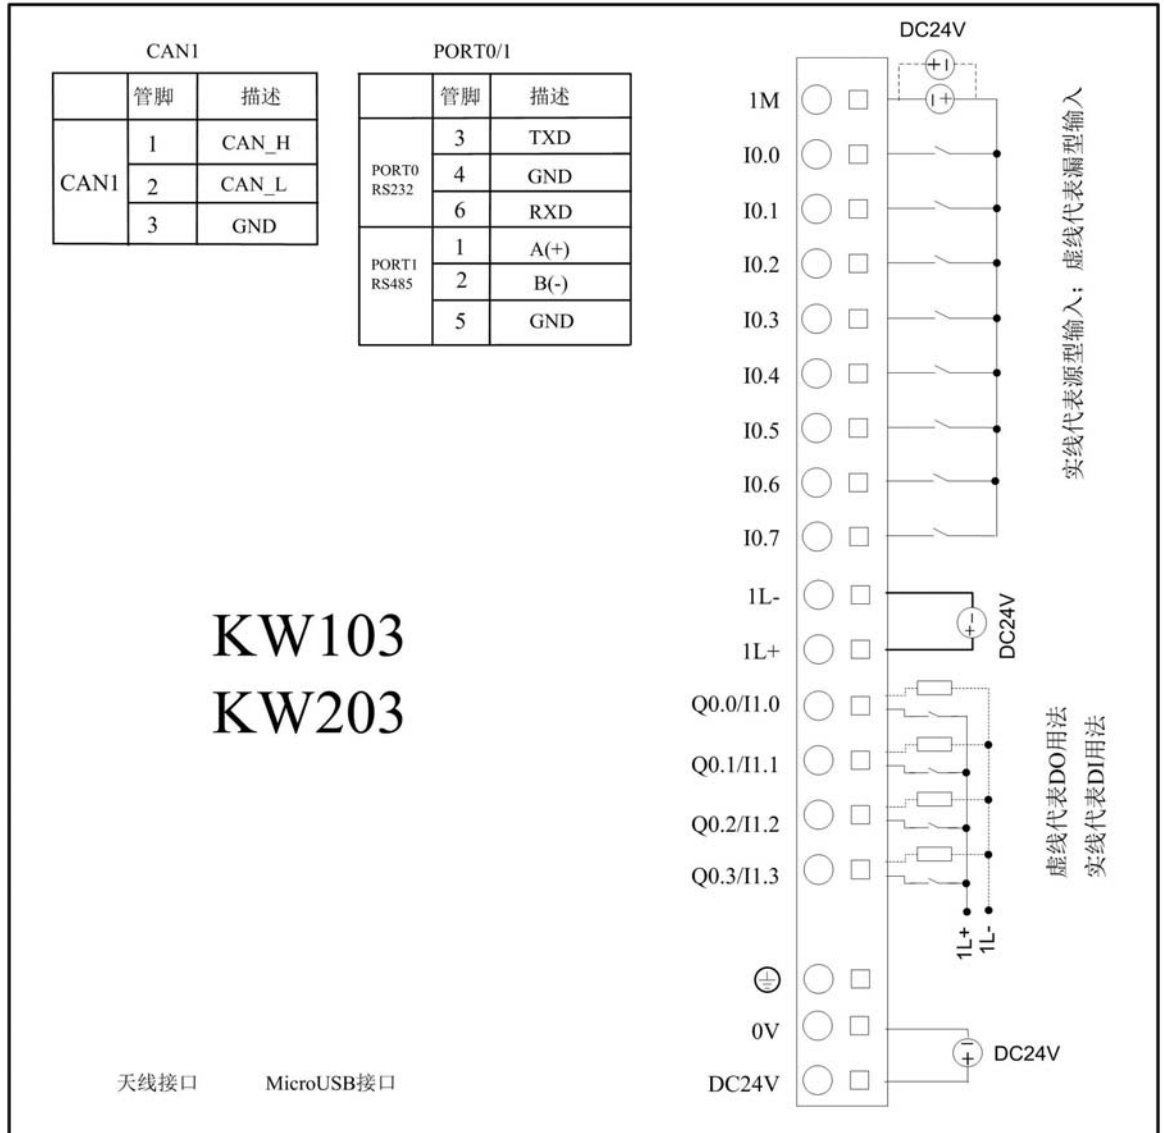 CAN1
管脚 描述
CAN1
1 CAN_H
2 CAN_L
3 GND
PORT0/1
管脚 描述
PORT0
RS232
3 TXD
4 GND
6 RXD
PORT1
RS485
1 A(+)
2 B(-)
5 GND
KW103
KW203
天线接口 MicroUSB接口
DC24V
1M
I0.0
I0.1
I0.2
I0.3
I0.4
I0.5
I0.6
I0.7
实线代表源型输入；虚线代表漏型输入
1L-
1L+
DC24V
Q0.0/I1.0
Q0.1/I1.1
Q0.2/I1.2
Q0.3/I1.3
1L+
1L-
虚线代表DO用法
实线代表DI用法
0V
DC24V
DC24V